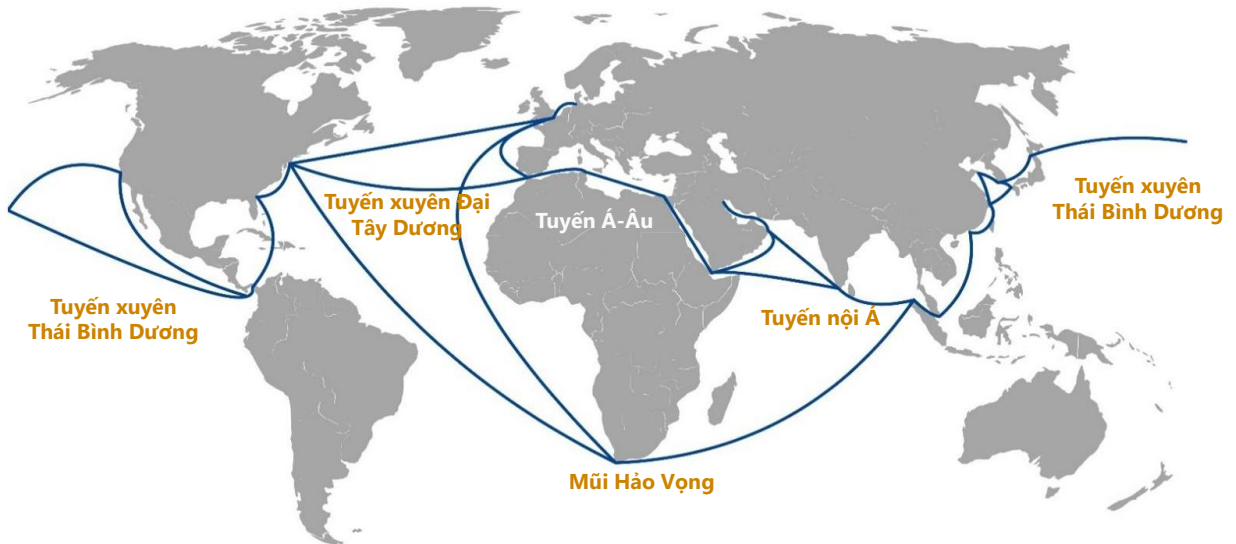 Tuyến xuyên
Thái Bình Dương
Tuyến xuyên Đại
Tây Dương
Tuyến Á-Âu
Tuyến nội Á
Mũi Hảo Vọng
Tuyến xuyên
Thái Bình Dương